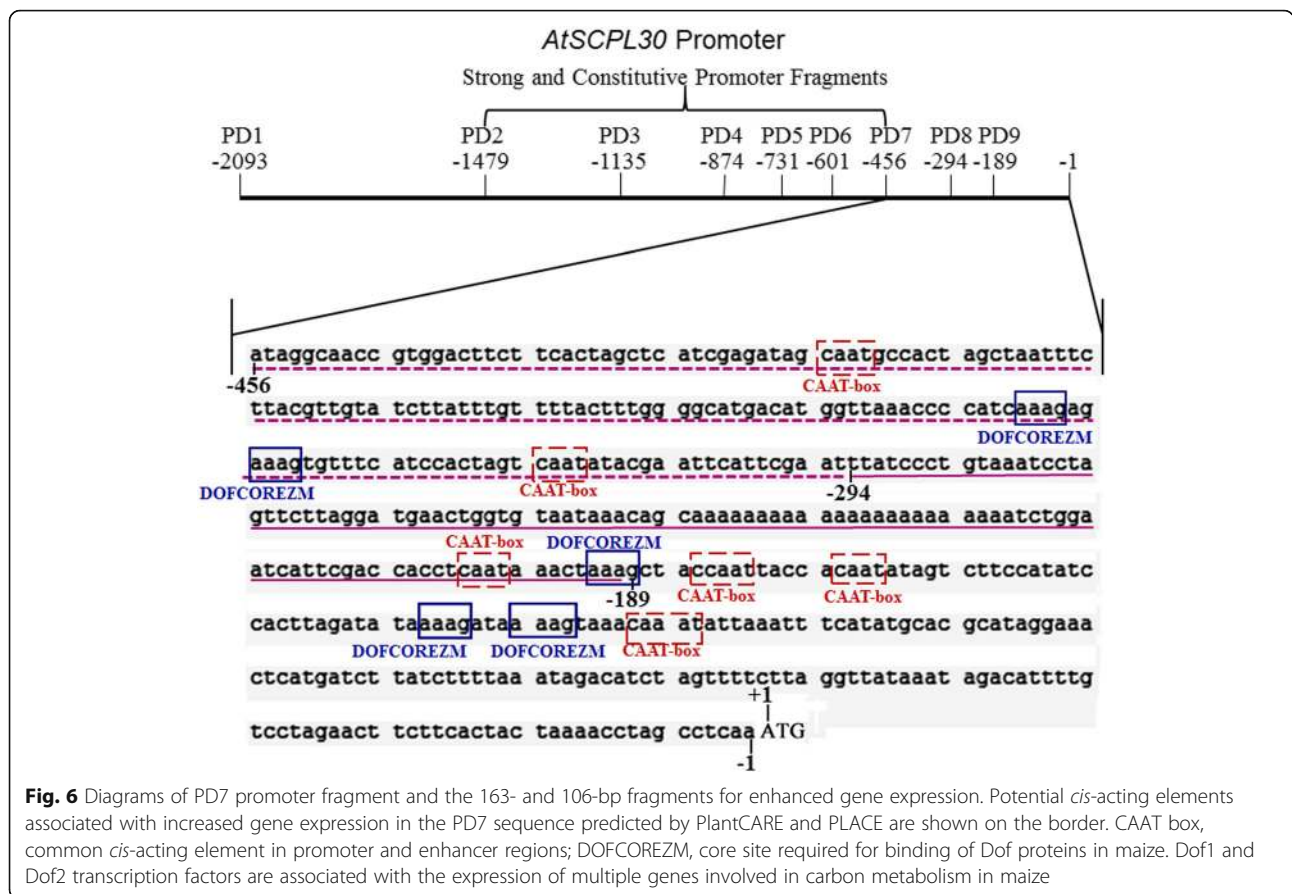 AtSCPL30 Promoter
Strong and Constitutive Promoter Fragments
PD1 PD2 PD3 PD4 PD5 PD6 PD7 PD8 PD9
-2093 -1479 -1135 -874 -731 -601 -456 -294 -189 -1
ataggcaacc gtggacttct tcactagctc atcgagatag caatgccact agctaatttc
-456 CAAT-box
ttacgttgta tcttatttgt tttactttgg ggcatgacat ggttaaaccc catcaaagag
DOFCOREZM
aaagtgtttc atccactagt caatatacga attcattcga atttatccct gtaaatccta
DOFCOREZM CAAT-box -294
gttcttagga tgaactggtg taataaacag caaaaaaaaa aaaaaaaaaa aaaatctgga
CAAT-box DOFCOREZM
atcattcgac cacctcaata aaactaaagcta ccaattacc acaatatagt cttccatatc
-189 CAAT-box CAAT-box
cacttagata taaaagataa aagtaaacaa atattaaatt tcatatgcac gcataggaaa
DOFCOREZM DOFCOREZM CAAT-box
ctcatgatct tatcttttaa atagacatct agttttctta ggttataaat agacattttg
+1
tcctagaact tcttcactac taaaacctag cctcaa ATG
-1
Fig. 6 Diagrams of PD7 promoter fragment and the 163- and 106-bp fragments for enhanced gene expression. Potential cis-acting elements
associated with increased gene expression in the PD7 sequence predicted by PlantCARE and PLACE are shown on the border. CAAT box,
common cis-acting element in promoter and enhancer regions; DOFCOREZM, core site required for binding of Dof proteins in maize. Dof1 and
Dof2 transcription factors are associated with the expression of multiple genes involved in carbon metabolism in maize